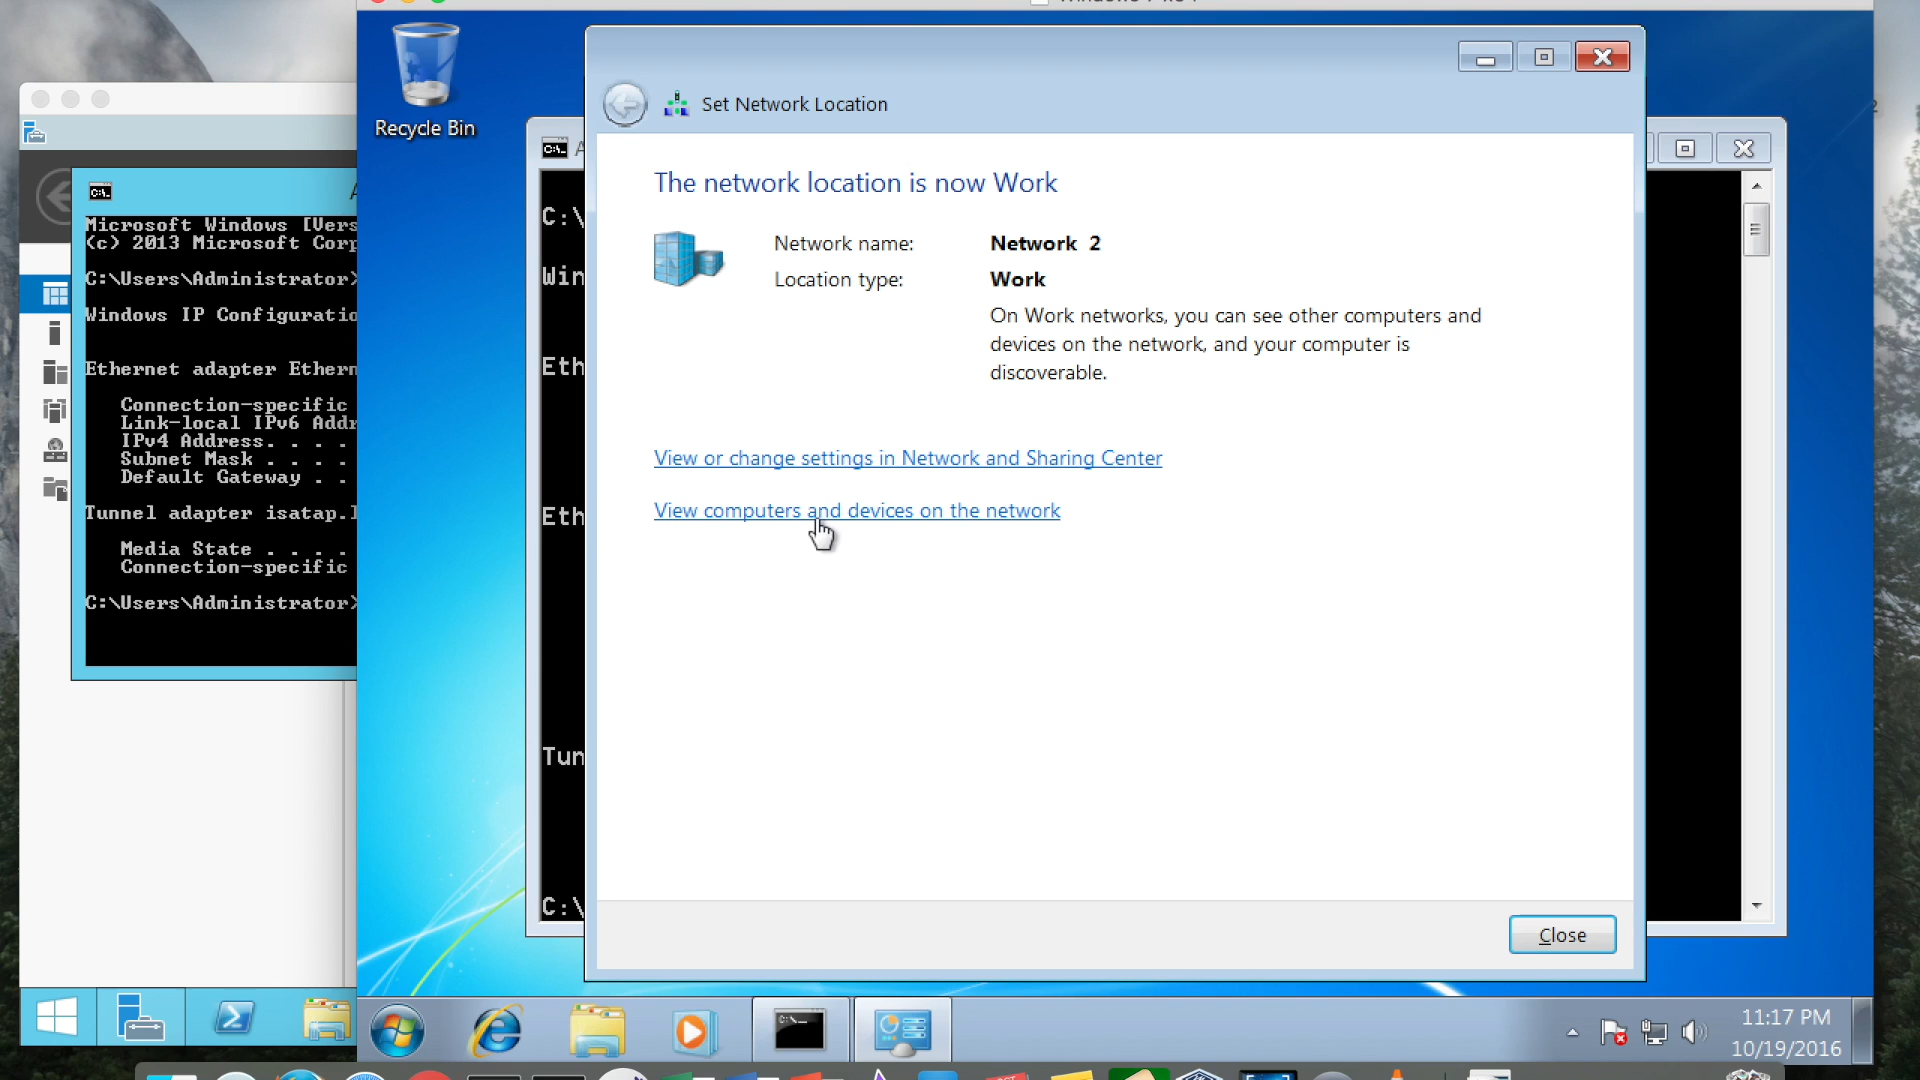 Recycle Bin
Set Network Location
The network location is now Work
Network name: Network 2
Location type: Work
On Work networks, you can see other computers and
devices on the network, and your computer is
discoverable.
View or change settings in Network and Sharing Center
View computers and devices on the network
Close
Microsoft Windows [Vers
(c) 2013 Microsoft Corp
C:\Users\Administrator>
Windows IP Configuratio
Ethernet adapter Ethern
Connection-specific
Link-local IPv6 Addr
IPv4 Address. . . . .
Subnet Mask . . . . .
Default Gateway . .
Tunnel adapter isatap.l
Media State . . . . .
Connection-specific
C:\Users\Administrator>
C:\
Win
Eth
Eth
Tun
C:\
11:17 PM
10/19/2016